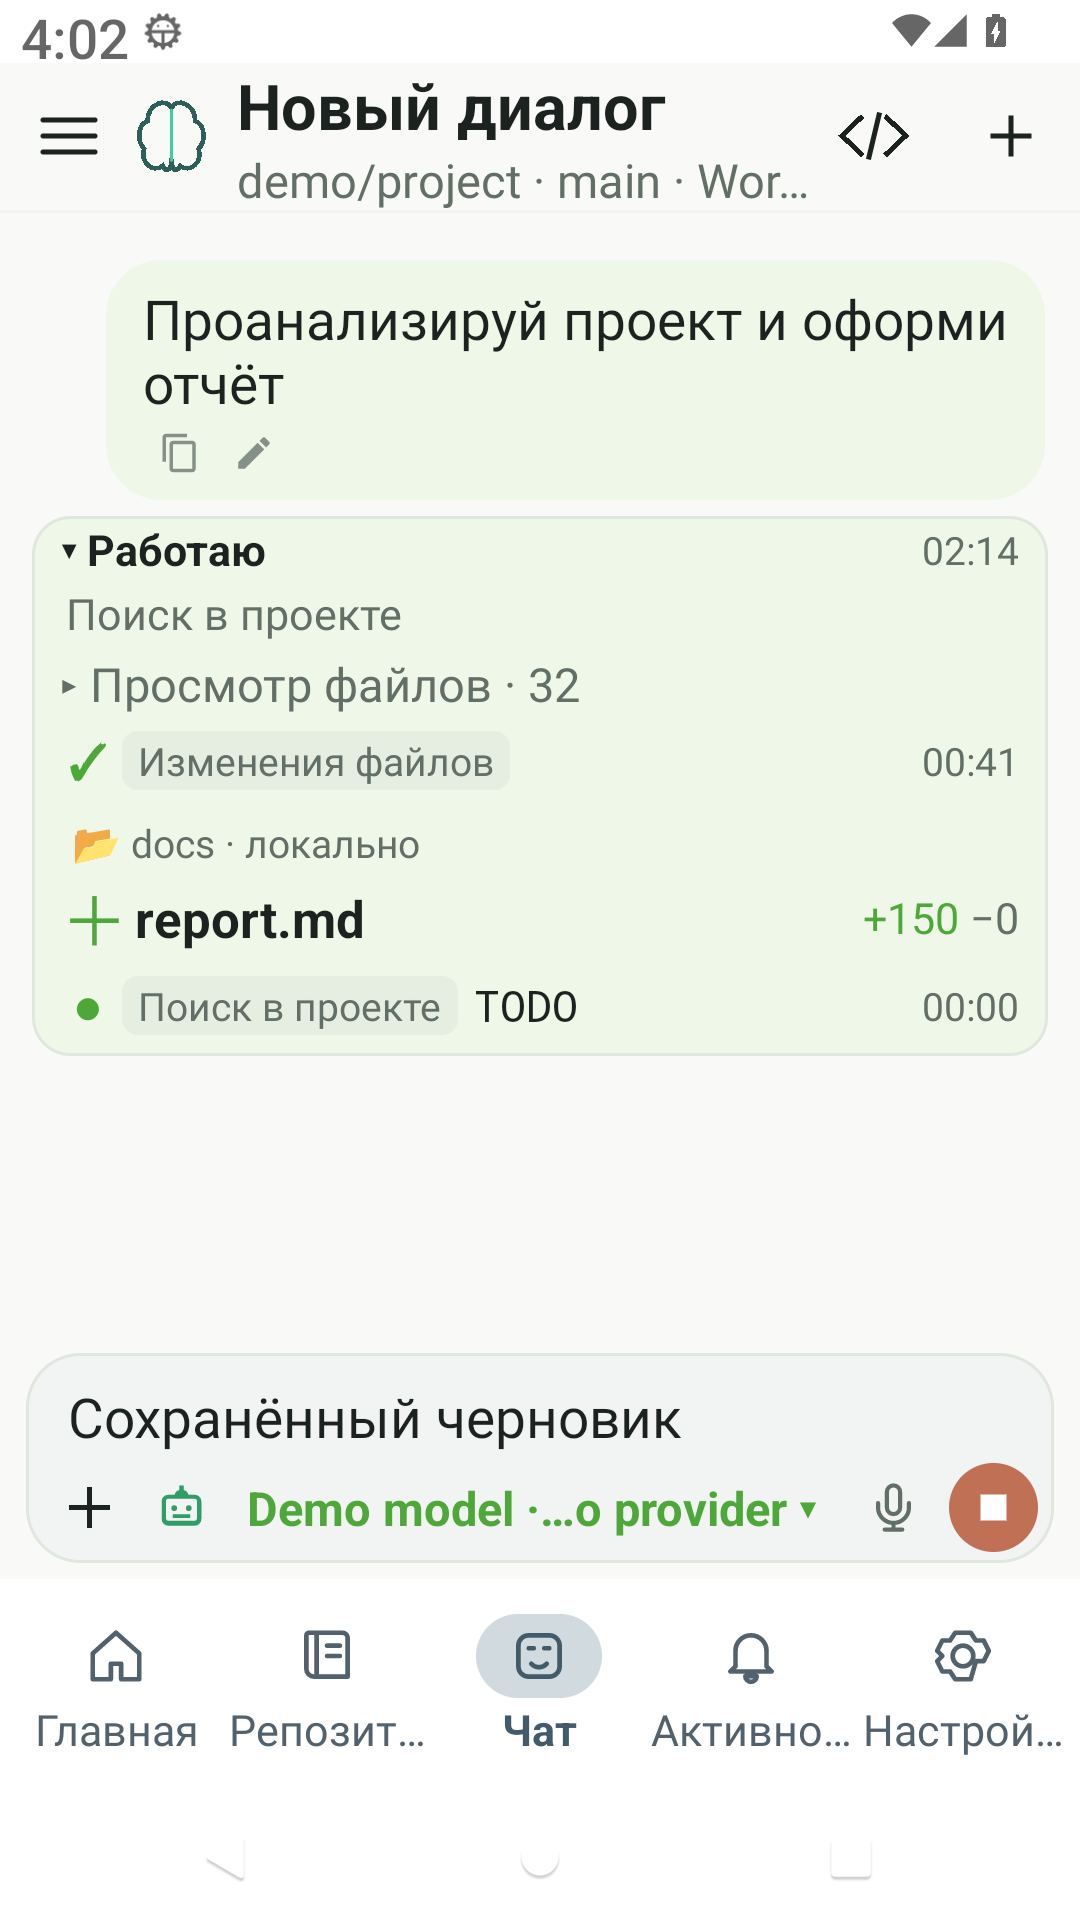 4:02
Новый диалог
demo/project · main · Wor...
Проанализируй проект и оформи
отчёт
▾ Работаю 02:14
Поиск в проекте
▸ Просмотр файлов · 32
✓ Изменения файлов 00:41
docs · локально
+ report.md +150 −0
● Поиск в проекте TODO 00:00
Сохранённый черновик
Demo model ·...o provider ▾
Главная Репозит... Чат Активно... Настрой...